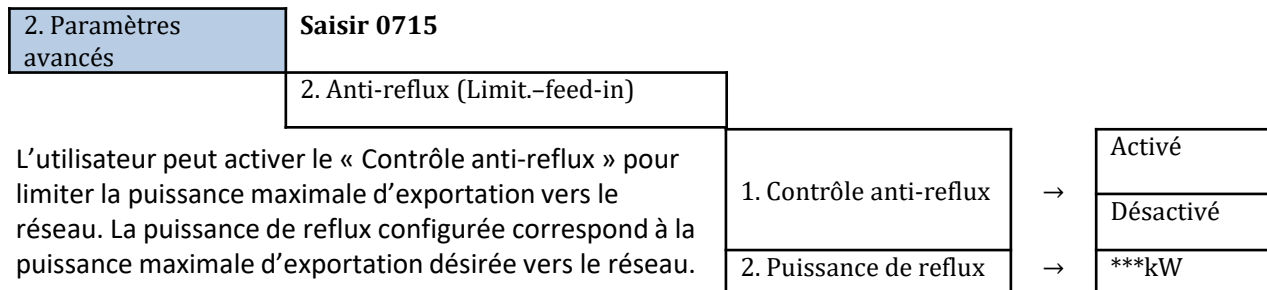 2. Paramètres
avancés
Saisir 0715
2. Anti-reflux (Limit.–feed-in)
L’utilisateur peut activer le « Contrôle anti-reflux » pour
limiter la puissance maximale d’exportation vers le
réseau. La puissance de reflux configurée correspond à la
puissance maximale d’exportation désirée vers le réseau.
1. Contrôle anti-reflux
→
Activé
Désactivé
2. Puissance de reflux
→
***kW